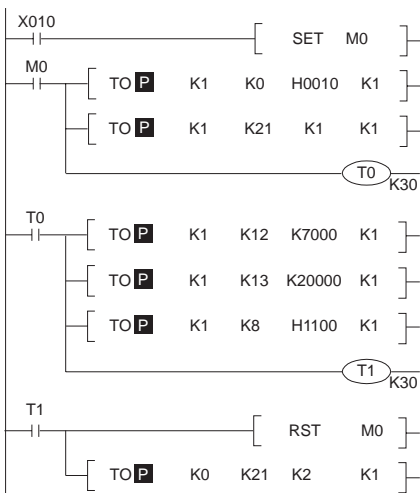 X010
SET M0
M0
TO P K1 K0 H0010 K1
TO P K1 K21 K1 K1
T0
K30
T0
TO P K1 K12 K7000 K1
TO P K1 K13 K20000 K1
TO P K1 K8 H1100 K1
T1
K30
T1
RST M0
TO P K0 K21 K2 K1